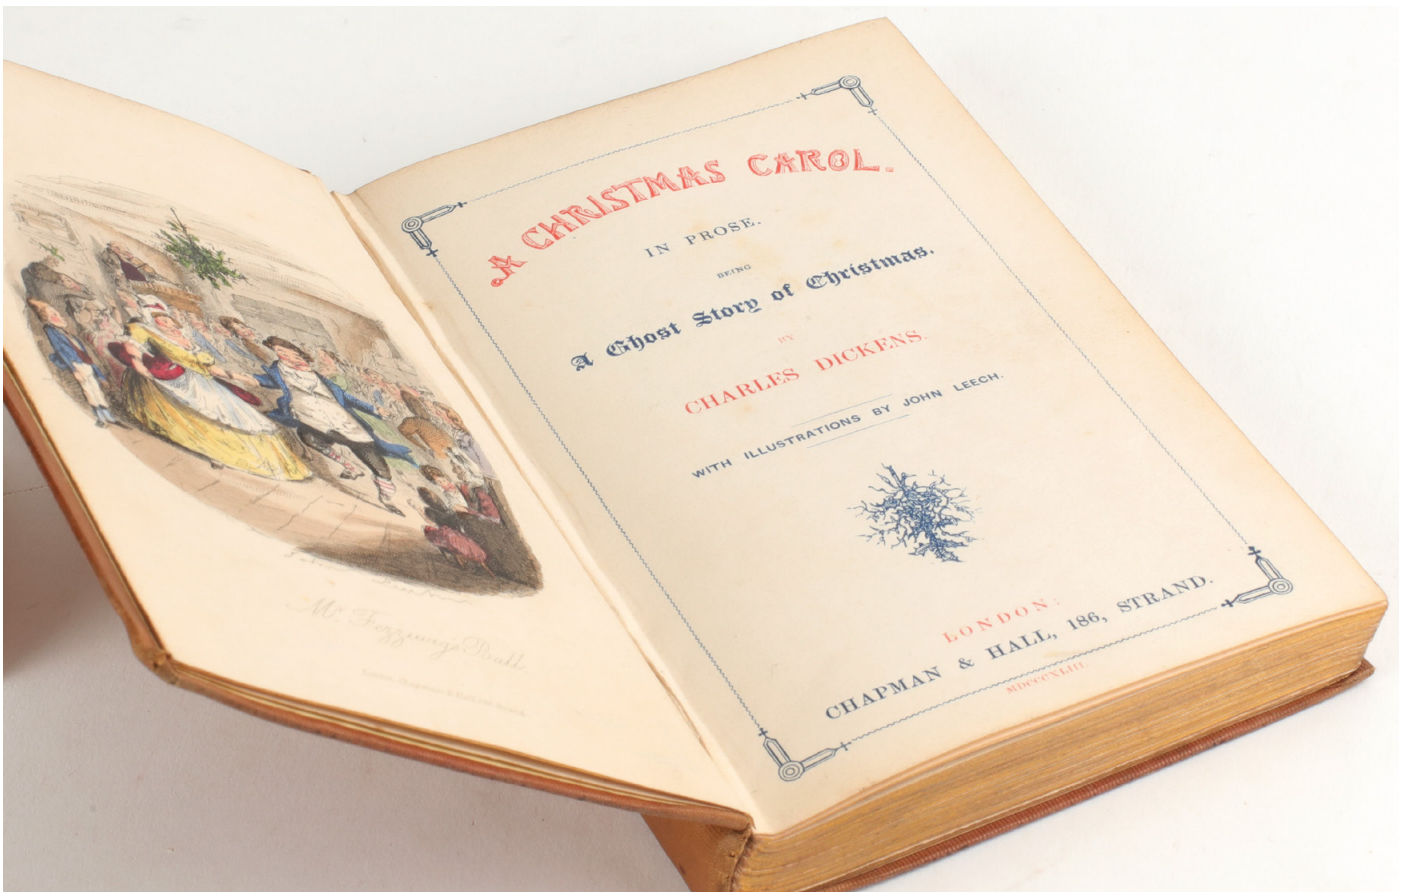 Mr. Fezziwig's Ball.
A CHRISTMAS CAROL.
IN PROSE.
BEING
A Ghost Story of Christmas.
BY
CHARLES DICKENS.
WITH ILLUSTRATIONS BY JOHN LEECH.
LONDON:
CHAPMAN & HALL, 186, STRAND.
MDCCCXLIII.